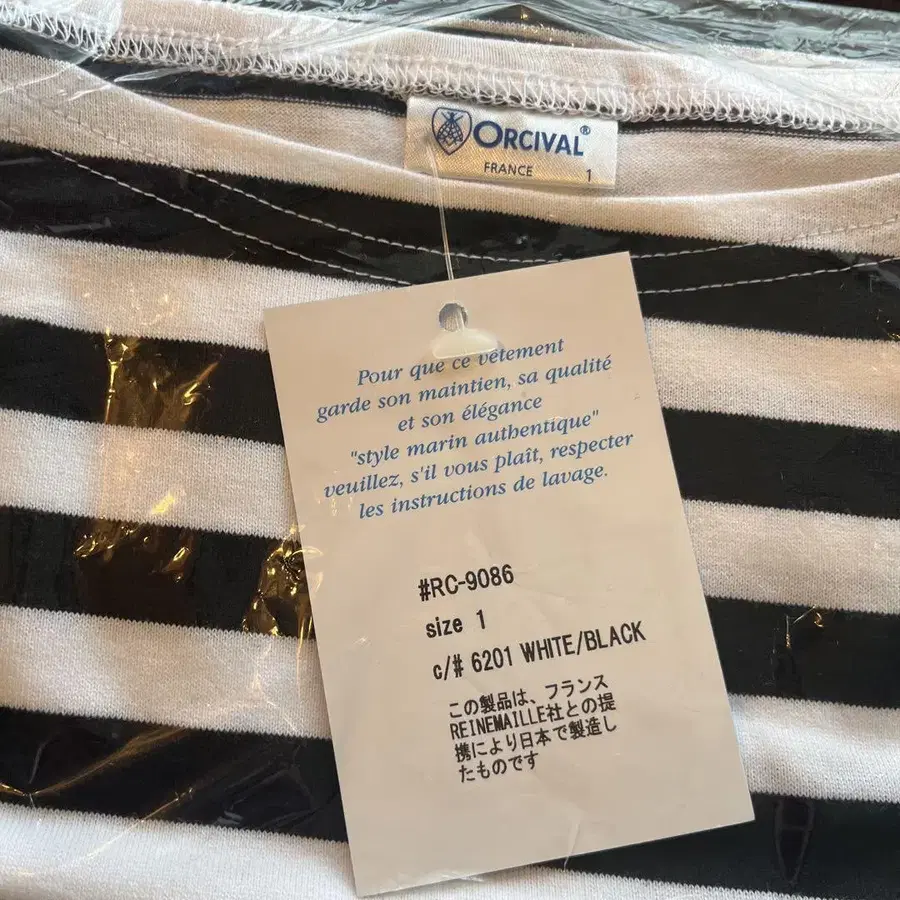 ORCIVAL®
FRANCE 1
Pour que ce vêtement
garde son maintien, sa qualité
et son élégance
"style marin authentique"
veuillez, s'il vous plaît, respecter
les instructions de lavage.
#RC-9086
size 1
c/# 6201 WHITE/BLACK
この製品は、フランス
REINEMAILLE社との提
携により日本で製造し
たものです